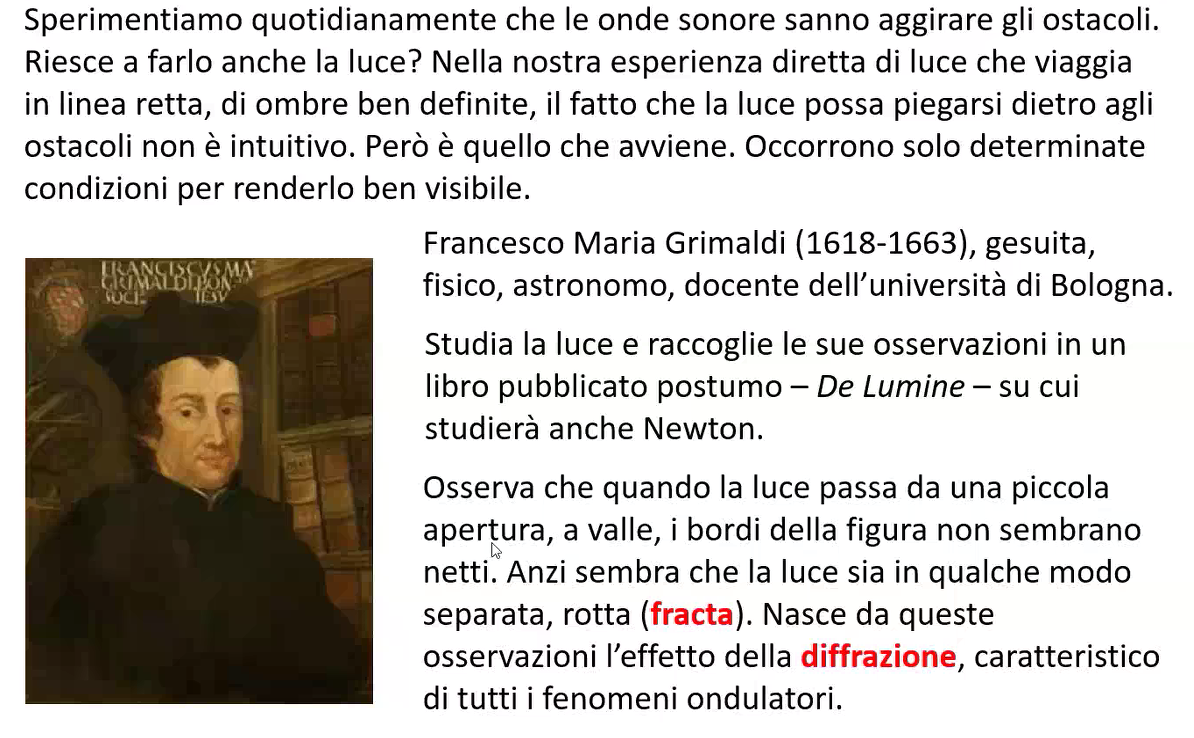 Sperimentiamo quotidianamente che le onde sonore sanno aggirare gli ostacoli.
Riesce a farlo anche la luce? Nella nostra esperienza diretta di luce che viaggia
in linea retta, di ombre ben definite, il fatto che la luce possa piegarsi dietro agli
ostacoli non è intuitivo. Però è quello che avviene. Occorrono solo determinate
condizioni per renderlo ben visibile.
Francesco Maria Grimaldi (1618-1663), gesuita,
fisico, astronomo, docente dell’università di Bologna.
Studia la luce e raccoglie le sue osservazioni in un
libro pubblicato postumo – De Lumine – su cui
studierà anche Newton.
Osserva che quando la luce passa da una piccola
apertura, a valle, i bordi della figura non sembrano
netti. Anzi sembra che la luce sia in qualche modo
separata, rotta (fracta). Nasce da queste
osservazioni l’effetto della diffrazione, caratteristico
di tutti i fenomeni ondulatori.
FRANCISCVS MA
GRIMALDI BON
SOCI IESV